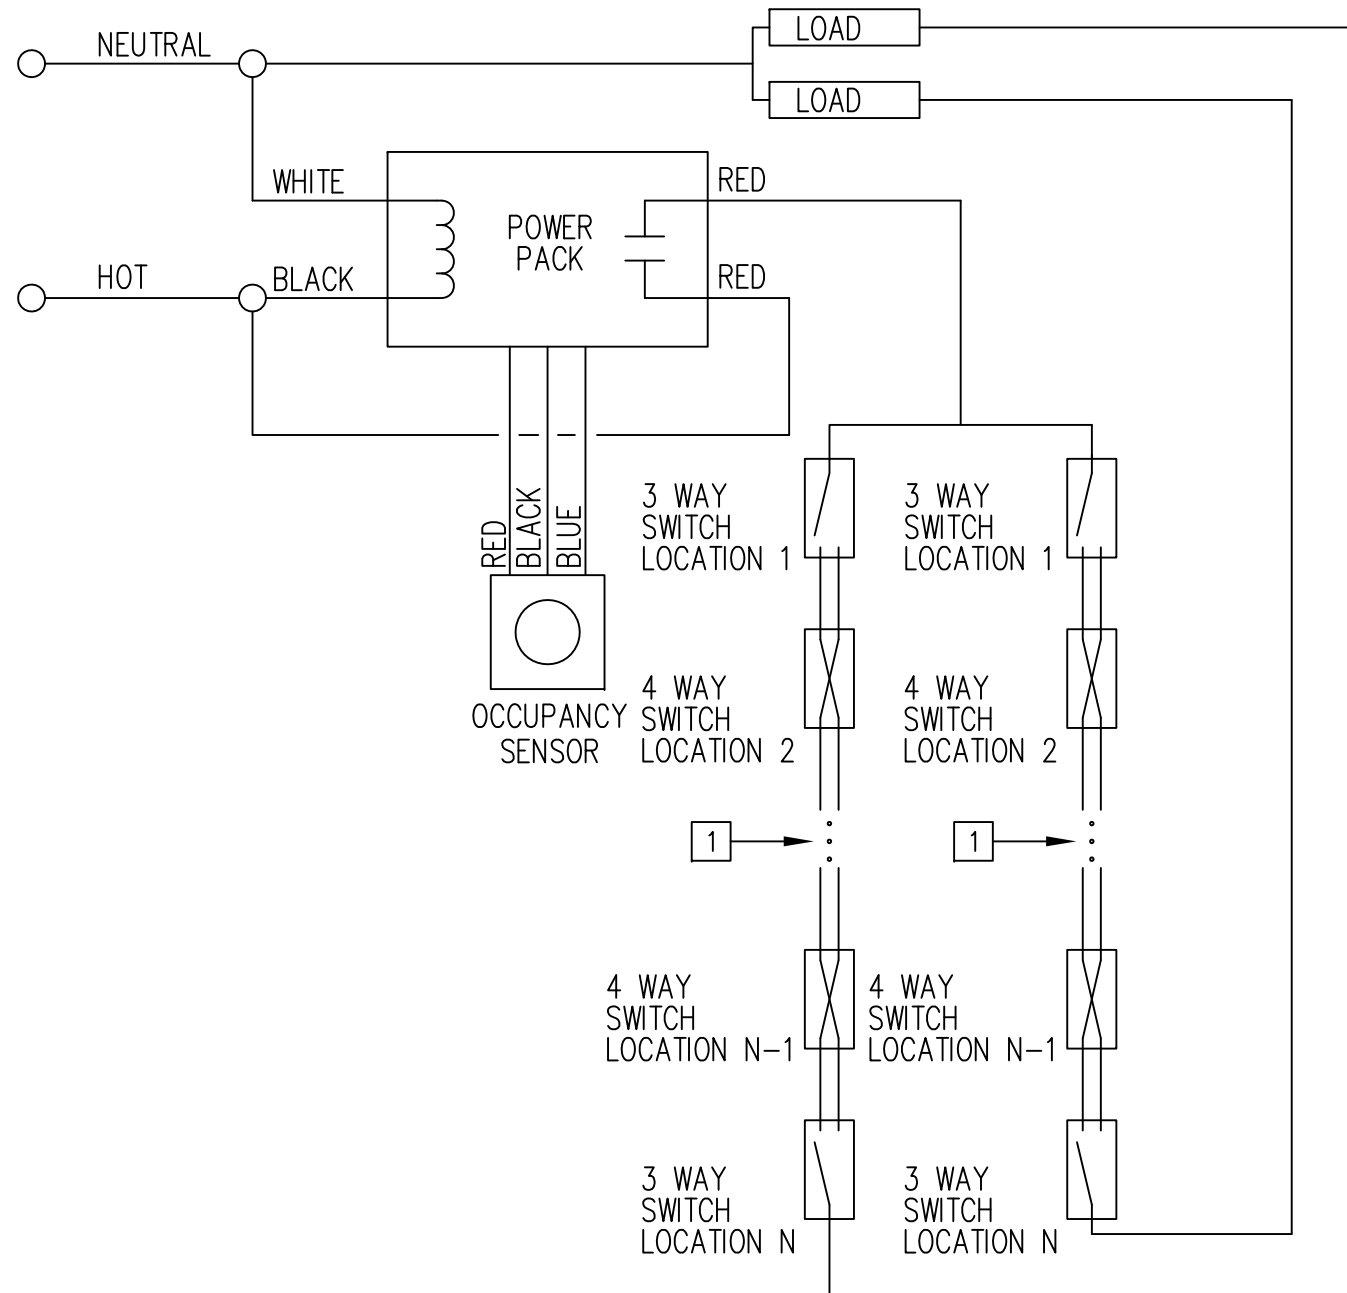 NEUTRAL
LOAD
LOAD
WHITE
RED
POWER
PACK
HOT
BLACK
RED
RED
BLACK
BLUE
3 WAY
SWITCH
LOCATION 1
3 WAY
SWITCH
LOCATION 1
OCCUPANCY
SENSOR
4 WAY
SWITCH
LOCATION 2
4 WAY
SWITCH
LOCATION 2
1
1
4 WAY
SWITCH
LOCATION N-1
4 WAY
SWITCH
LOCATION N-1
3 WAY
SWITCH
LOCATION N
3 WAY
SWITCH
LOCATION N